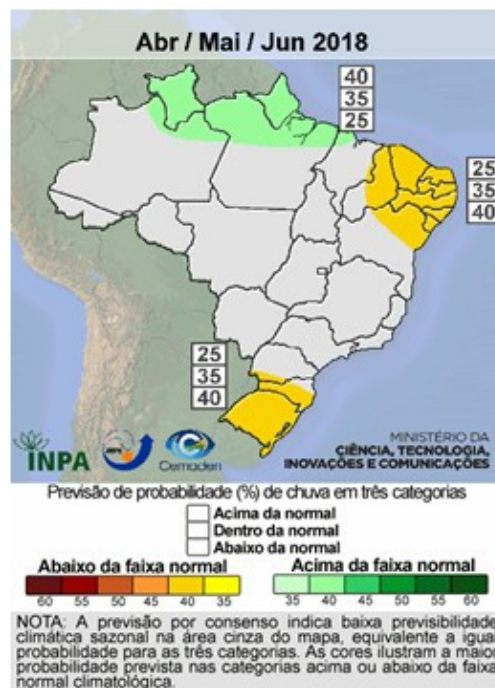 Abr / Mai / Jun 2018
40
35
25
25
35
40
25
35
40
INPA
Cemaden
MINISTÉRIO DA
CIÊNCIA, TECNOLOGIA,
INOVAÇÕES E COMUNICAÇÕES
Previsão de probabilidade (%) de chuva em três categorias
Acima da normal
Dentro da normal
Abaixo da normal
Abaixo da faixa normal
Acima da faixa normal
60 55 50 45 40 35
35 40 45 50 55 60
NOTA: A previsão por consenso indica baixa previsibilidade
climática sazonal na área cinza do mapa, equivalente a igual
probabilidade para as três categorias. As cores ilustram a maior
probabilidade prevista nas categorias acima ou abaixo da faixa
normal climatológica.